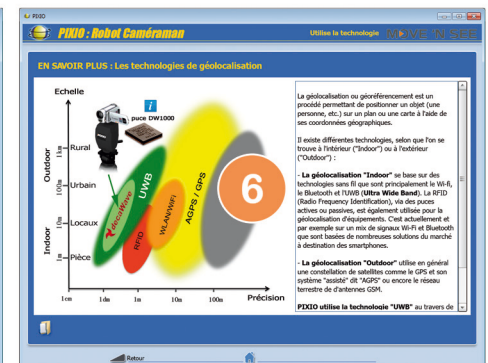 PIXIO
PIXIO : Robot Caméraman
Utilise la technologie MOVE 'N SEE
EN SAVOIR PLUS : Les technologies de géolocalisation
Echelle
i
puce DW1000
Outdoor
Indoor
1km
Rural
100m
Urbain
10m
Locaux
1m
Pièce
decaWave
UWB
RFID
WLAN/WiFi
AGPS / GPS
6
1cm
1dm
1m
10m
100m
Précision
La géolocalisation ou géoréférencement est un
procédé permettant de positionner un objet (une
personne, etc.) sur un plan ou une carte à l'aide de
ses coordonnées géographiques.
Il existe différentes technologies, selon que l'on se
trouve à l'intérieur ("Indoor") ou à l'extérieur
("Outdoor") :
- La géolocalisation "Indoor" se base sur des
technologies sans fil que sont principalement le Wi-fi,
le Bluetooth et l'UWB (Ultra Wide Band). La RFID
(Radio Frequency Identification), via des puces
actives ou passives, est également utilisée pour la
géolocalisation d'équipements. C'est actuellement et
par exemple sur un mix de signaux Wi-Fi et Bluetooth
que sont basées de nombreuses solutions du marché
à destination des smartphones.
- La géolocalisation "Outdoor" utilise en général
une constellation de satellites comme le GPS et son
système "assisté" dit "AGPS" ou encore le réseau
terrestre de d'antennes GSM.
PIXIO utilise la technologie "UWB" au travers de
Retour